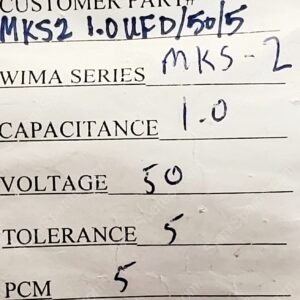 CUSTOMER PART#
MKS2 1.0UFD/50/5
WIMA SERIES MKS-2
CAPACITANCE 1.0
VOLTAGE 50
TOLERANCE 5
PCM 5